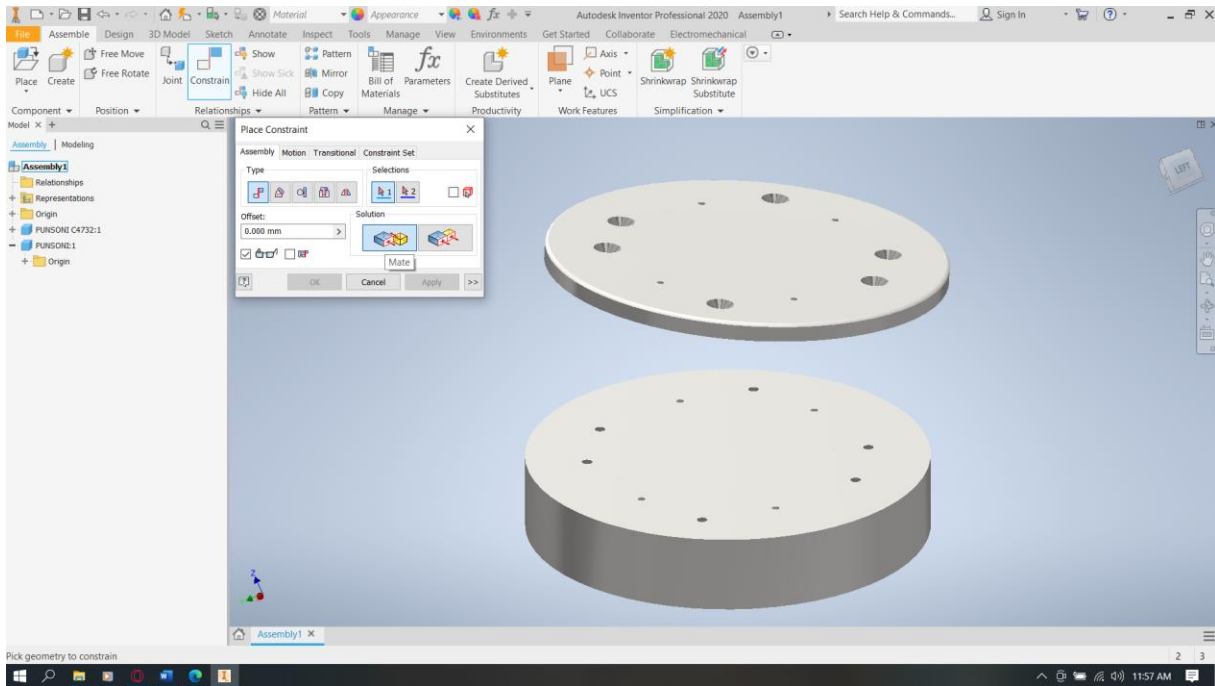 Material Appearance fx Autodesk Inventor Professional 2020 Assembly1 Search Help & Commands... Sign In
File Assemble Design 3D Model Sketch Annotate Inspect Tools Manage View Environments Get Started Collaborate Electromechanical
Place Create
Free Move
Free Rotate
Joint Constrain
Show
Show Sick
Hide All
Pattern
Mirror
Copy
Bill of Materials
fx
Parameters
Create Derived Substitutes
Plane
Axis
Point
UCS
Shrinkwrap Shrinkwrap Substitute
Component Position Relationships Pattern Manage Productivity Work Features Simplification
Model × +
Assembly | Modeling
Assembly1
Relationships
Representations
Origin
PUNSONI C4732:1
PUNSONI:1
Origin
Place Constraint
Assembly Motion Transitional Constraint Set
Type
Selections
1 2
Offset:
0.000 mm >
Solution
Mate
OK Cancel Apply >>
LEFT
Z
Assembly1 ×
Pick geometry to constrain 2 3
11:57 AM